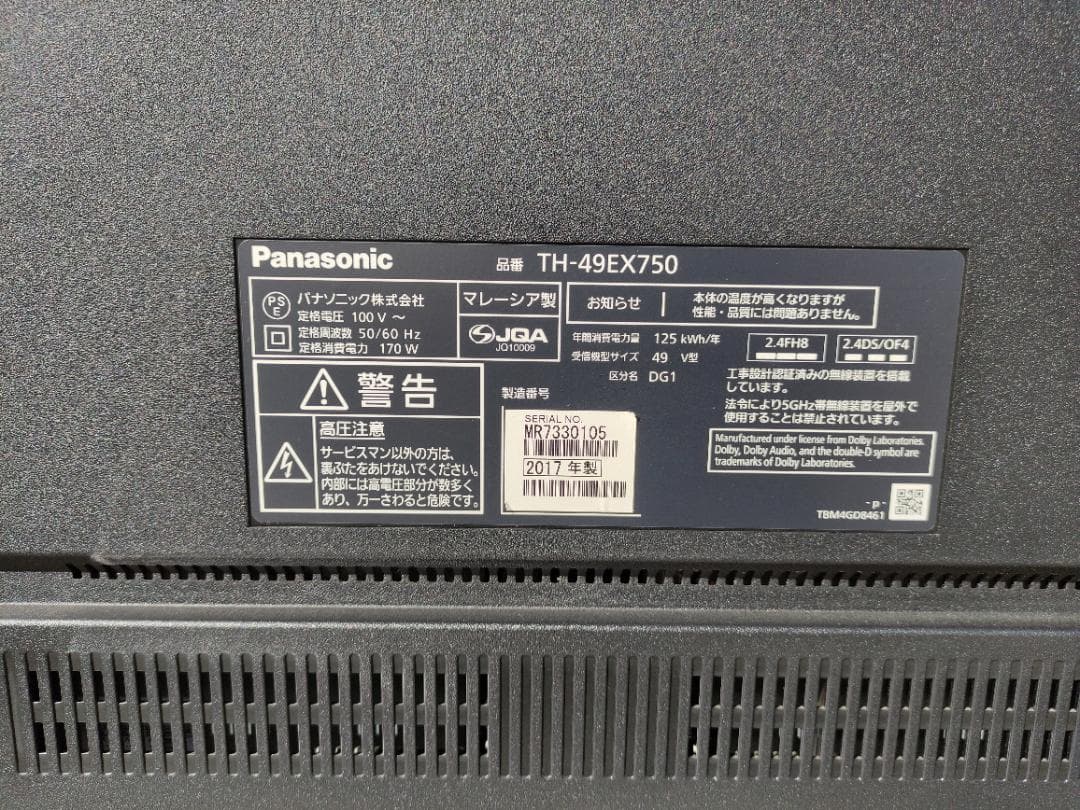 Panasonic
品番 TH-49EX750
PS
E
パナソニック株式会社
定格電圧 100 V ～
定格周波数 50/60 Hz
定格消費電力 170 W
マレーシア製
JQA
JQ10009
お知らせ
本体の温度が高くなりますが
性能・品質には問題ありません。
年間消費電力量 125 kWh/年
受信機型サイズ 49 V型
区分名 DG1
2.4FH8
2.4DS/OF4
工事設計認証済みの無線装置を搭載
しています。
法令により5GHz帯無線装置を屋外で
使用することは禁止されています。
警告
高圧注意
サービスマン以外の方は、
裏ぶたをあけないでください。
内部には高電圧部分が数多く
あり、万一さわると危険です。
製造番号
SERIAL NO.
MR7330105
2017 年製
Manufactured under license from Dolby Laboratories.
Dolby, Dolby Audio, and the double-D symbol are
trademarks of Dolby Laboratories.
- p -
TBM4GD8461